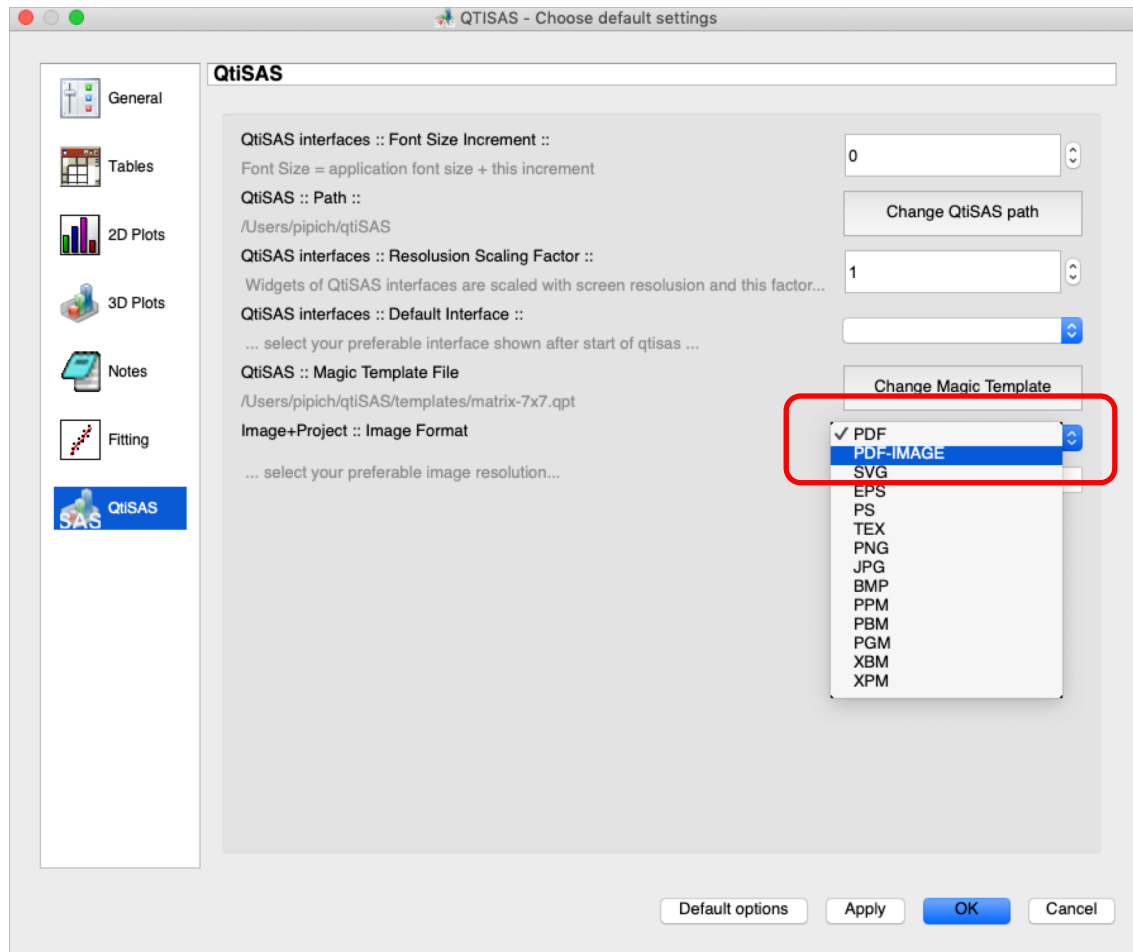 QTISAS - Choose default settings
General
Tables
2D Plots
3D Plots
Notes
Fitting
SAS
QtiSAS
QtiSAS
QtiSAS interfaces :: Font Size Increment ::
Font Size = application font size + this increment
0
QtiSAS :: Path ::
/Users/pipich/qtiSAS
Change QtiSAS path
QtiSAS interfaces :: Resolusion Scaling Factor ::
Widgets of QtiSAS interfaces are scaled with screen resolusion and this factor...
1
QtiSAS interfaces :: Default Interface ::
... select your preferable interface shown after start of qtisas ...
QtiSAS :: Magic Template File
/Users/pipich/qtiSAS/templates/matrix-7x7.qpt
Change Magic Template
Image+Project :: Image Format
... select your preferable image resolution...
✓ PDF
PDF-IMAGE
SVG
EPS
PS
TEX
PNG
JPG
BMP
PPM
PBM
PGM
XBM
XPM
Default options
Apply
OK
Cancel